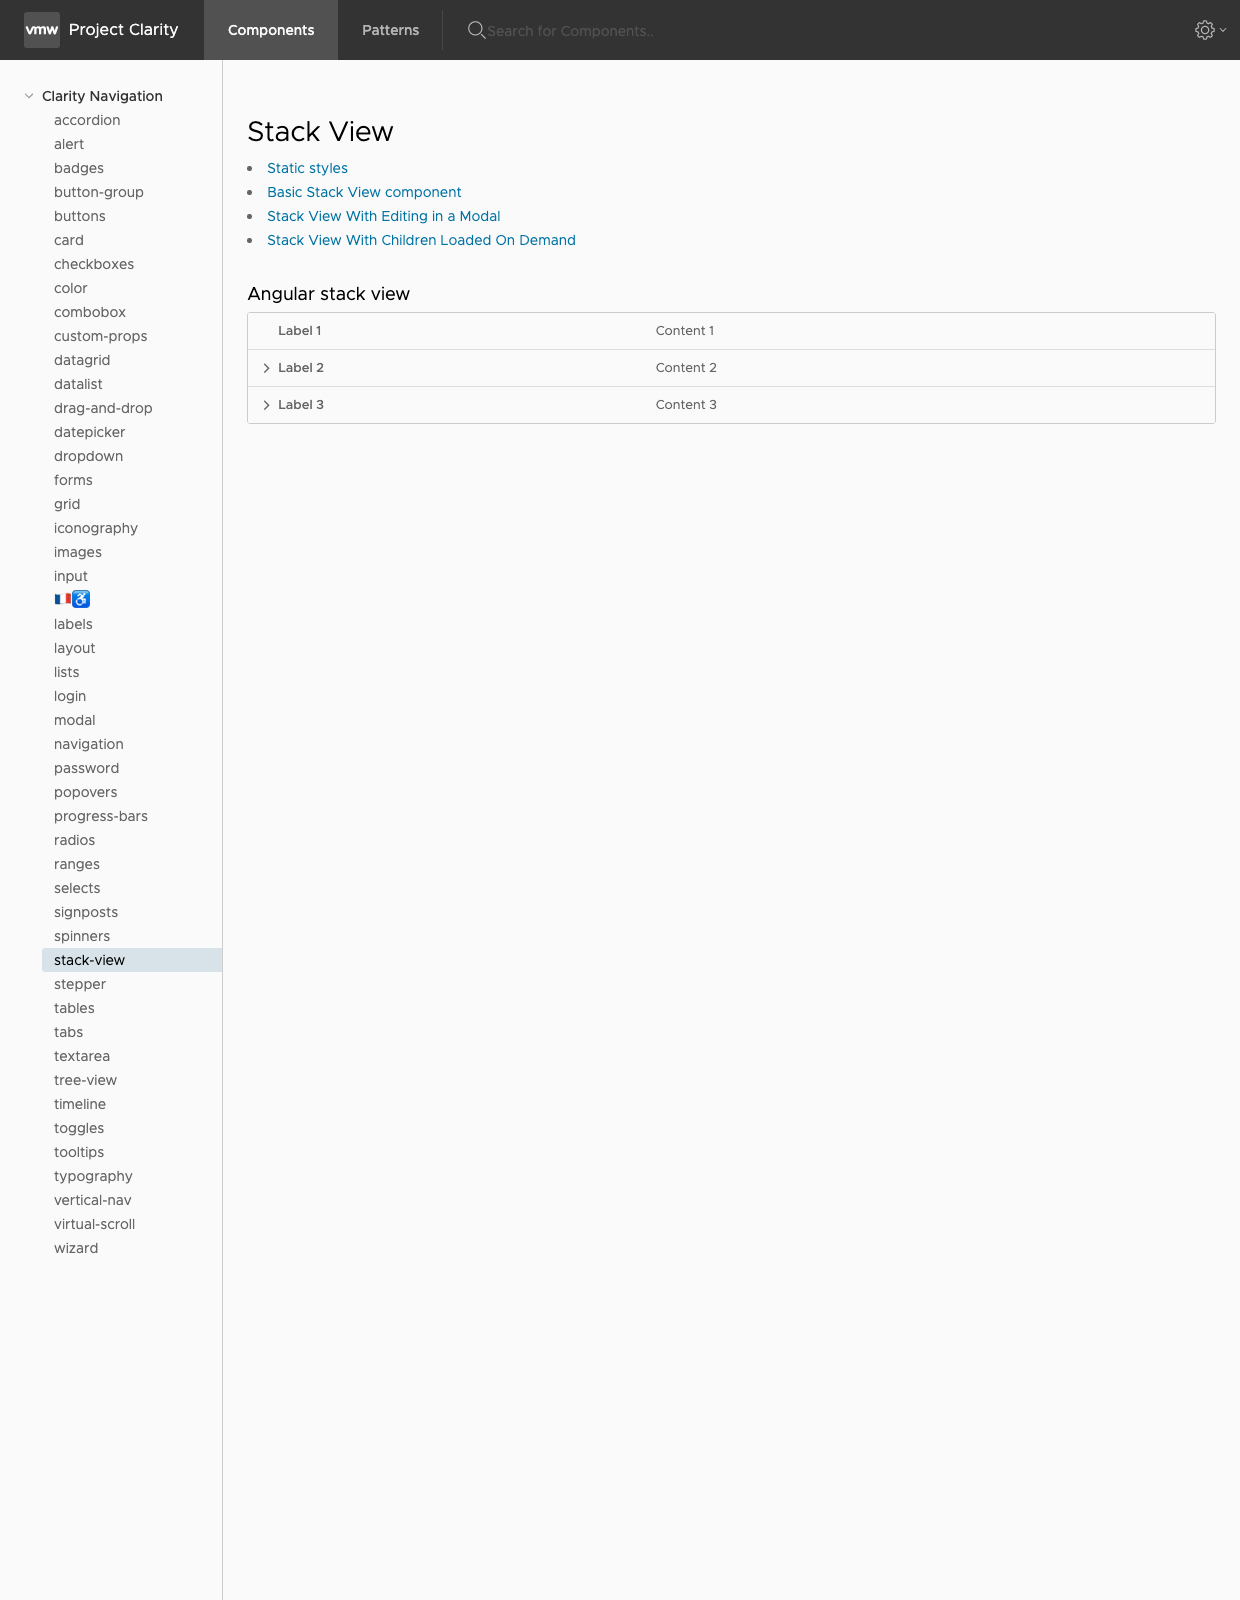 vmw Project Clarity Components Patterns Search for Components..
Clarity Navigation
accordion
alert
badges
button-group
buttons
card
checkboxes
color
combobox
custom-props
datagrid
datalist
drag-and-drop
datepicker
dropdown
forms
grid
iconography
images
input
🇫🇷♿
labels
layout
lists
login
modal
navigation
password
popovers
progress-bars
radios
ranges
selects
signposts
spinners
stack-view
stepper
tables
tabs
textarea
tree-view
timeline
toggles
tooltips
typography
vertical-nav
virtual-scroll
wizard
Stack View
Static styles
Basic Stack View component
Stack View With Editing in a Modal
Stack View With Children Loaded On Demand
Angular stack view
Label 1 Content 1
Label 2 Content 2
Label 3 Content 3